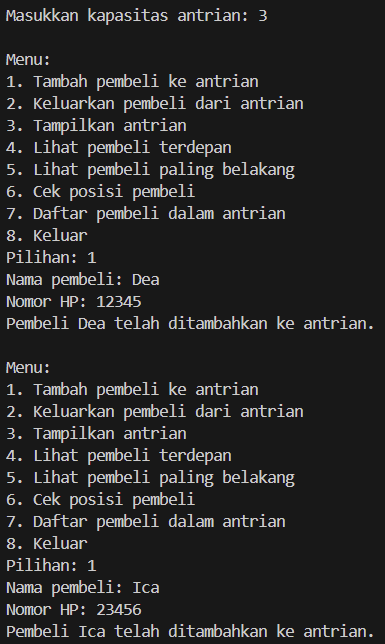 Masukkan kapasitas antrian: 3
Menu:
1. Tambah pembeli ke antrian
2. Keluarkan pembeli dari antrian
3. Tampilkan antrian
4. Lihat pembeli terdepan
5. Lihat pembeli paling belakang
6. Cek posisi pembeli
7. Daftar pembeli dalam antrian
8. Keluar
Pilihan: 1
Nama pembeli: Dea
Nomor HP: 12345
Pembeli Dea telah ditambahkan ke antrian.
Menu:
1. Tambah pembeli ke antrian
2. Keluarkan pembeli dari antrian
3. Tampilkan antrian
4. Lihat pembeli terdepan
5. Lihat pembeli paling belakang
6. Cek posisi pembeli
7. Daftar pembeli dalam antrian
8. Keluar
Pilihan: 1
Nama pembeli: Ica
Nomor HP: 23456
Pembeli Ica telah ditambahkan ke antrian.